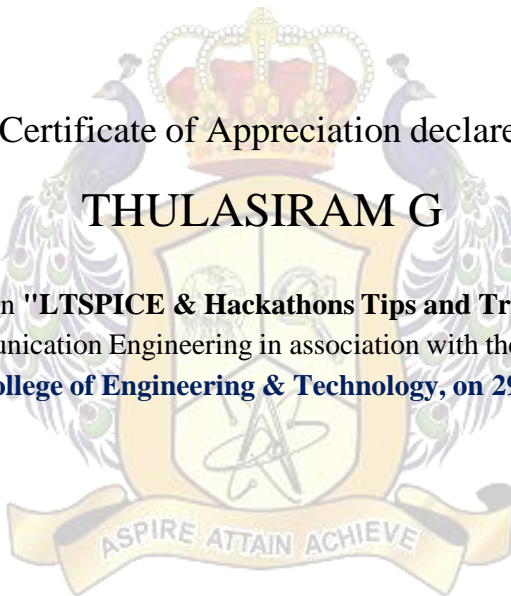 Certificate of Appreciation declare
THULASIRAM G
n "LTSPICE & Hackathons Tips and Tr
unication Engineering in association with the
ollege of Engineering & Technology, on 29
ASPIRE ATTAIN ACHIEVE